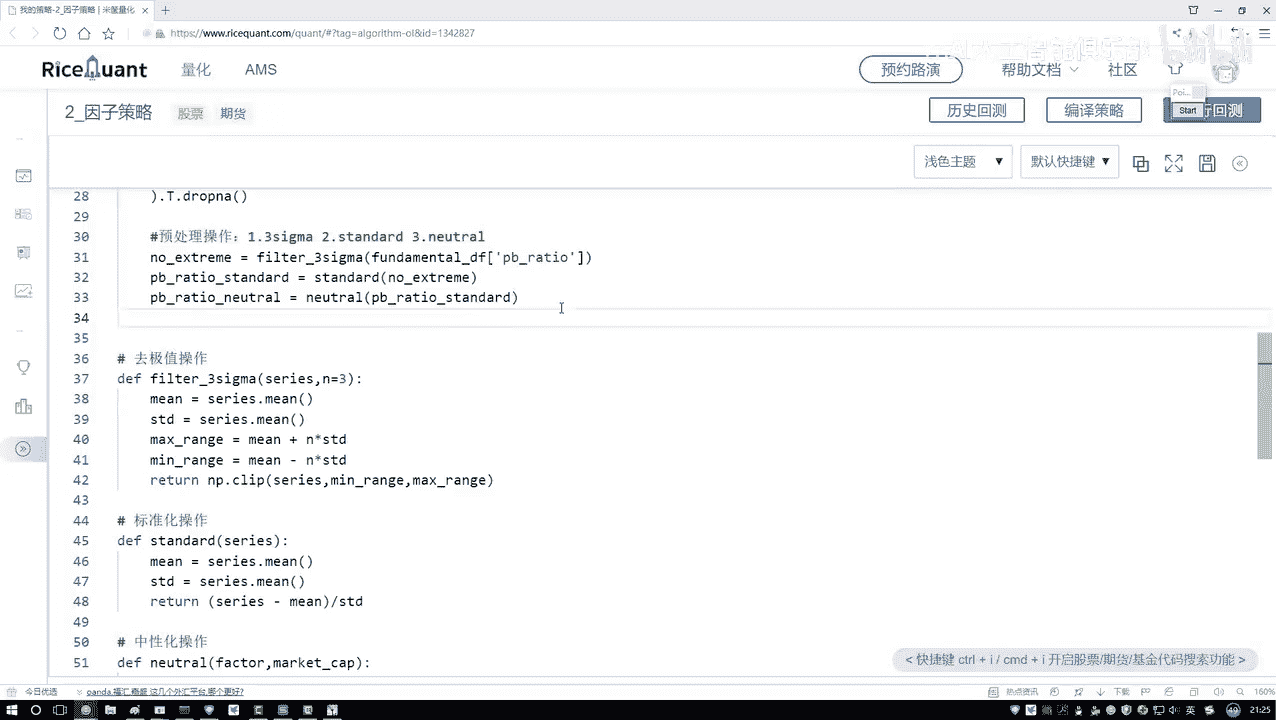 我的策略-2_因子策略 | 米筐量化
https://www.ricequant.com/quant/#?tag=algorithm-ol&id=1342827
RiceQuant 量化 AMS 预约路演 帮助文档 社区
Poi...
2_因子策略 股票 期货 历史回测 编译策略 Start 行回测
浅色主题 ▼ 默认快捷键 ▼
28 ).T.dropna()
29
30 #预处理操作：1.3sigma 2.standard 3.neutral
31 no_extreme = filter_3sigma(fundamental_df['pb_ratio'])
32 pb_ratio_standard = standard(no_extreme)
33 pb_ratio_neutral = neutral(pb_ratio_standard)
34
35
36 # 去极值操作
37 def filter_3sigma(series,n=3):
38 mean = series.mean()
39 std = series.mean()
40 max_range = mean + n*std
41 min_range = mean - n*std
42 return np.clip(series,min_range,max_range)
43
44 # 标准化操作
45 def standard(series):
46 mean = series.mean()
47 std = series.mean()
48 return (series - mean)/std
49
50 # 中性化操作
51 def neutral(factor,market_cap):
< 快捷键 ctrl + i / cmd + i 开启股票/期货/基金代码搜索功能 >
今日优选 oanda,福汇,嘉盛 这几个外汇平台,哪个更好? 热点资讯 下载 160%
英 21:25